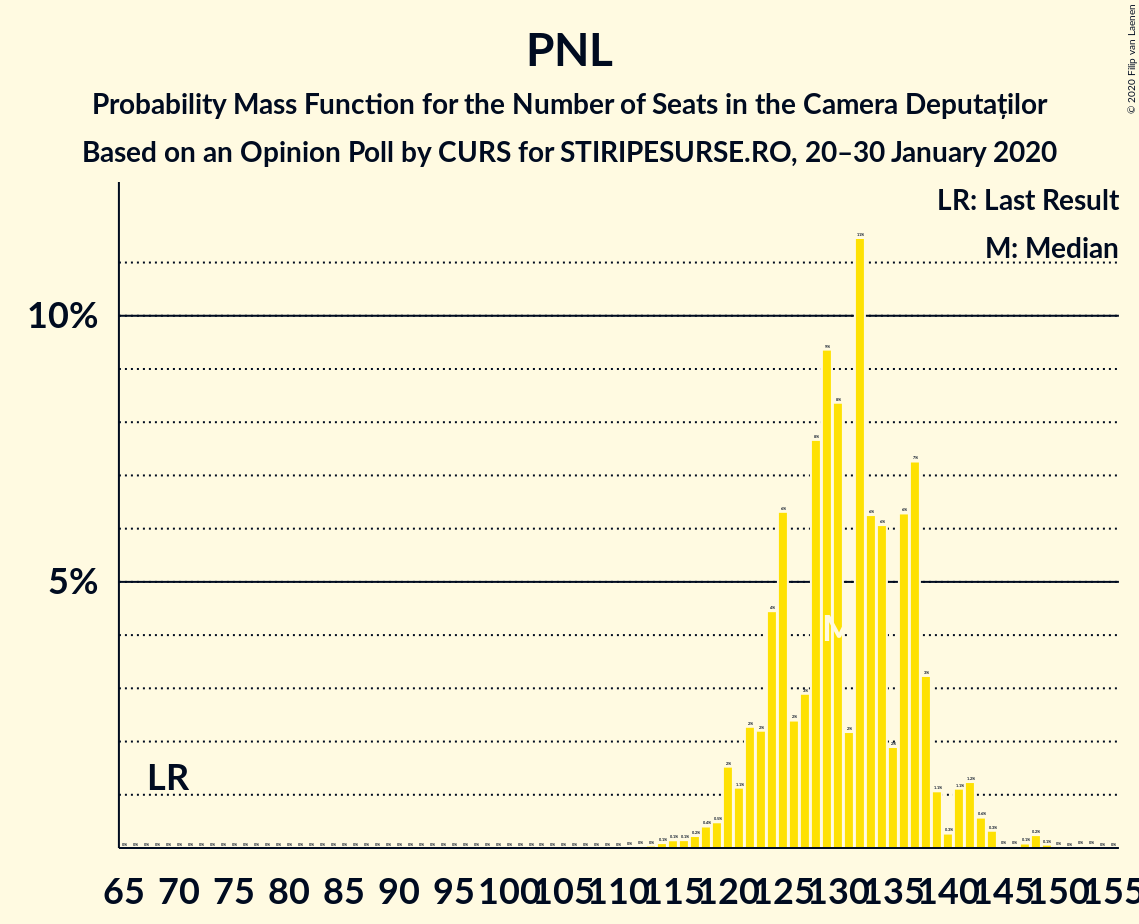 PNL
Probability Mass Function for the Number of Seats in the Camera Deputaților
Based on an Opinion Poll by CURS for STIRIPESURSE.RO, 20–30 January 2020
© 2020 Filip van Laenen
LR: Last Result
M: Median
10%
5%
LR
M
65 70 75 80 85 90 95 100 105 110 115 120 125 130 135 140 145 150 155